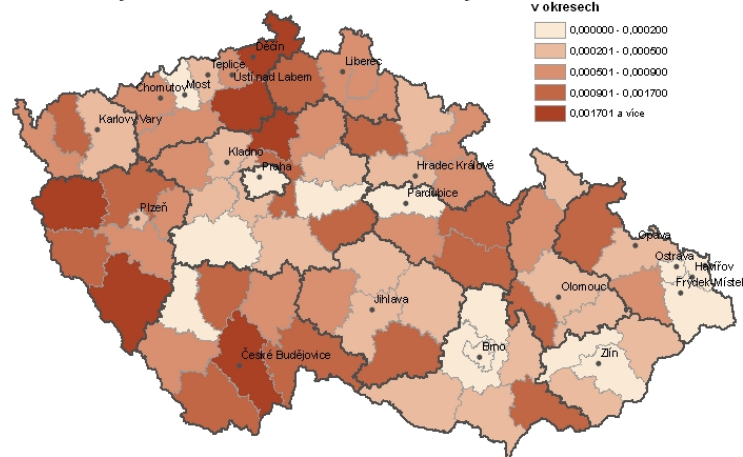 v okresech
0,000000 - 0,000200
0,000201 - 0,000500
0,000501 - 0,000900
0,000901 - 0,001700
0,001701 a více
Děčín
Teplice
Liberec
Ústí nad Labem
Most
Chomutov
Karlovy Vary
Kladno
Praha
Hradec Králové
Pardubice
Plzeň
Opava
Ostrava
Havířov
Frýdek-Místek
Olomouc
Jihlava
Brno
Zlín
České Budějovice